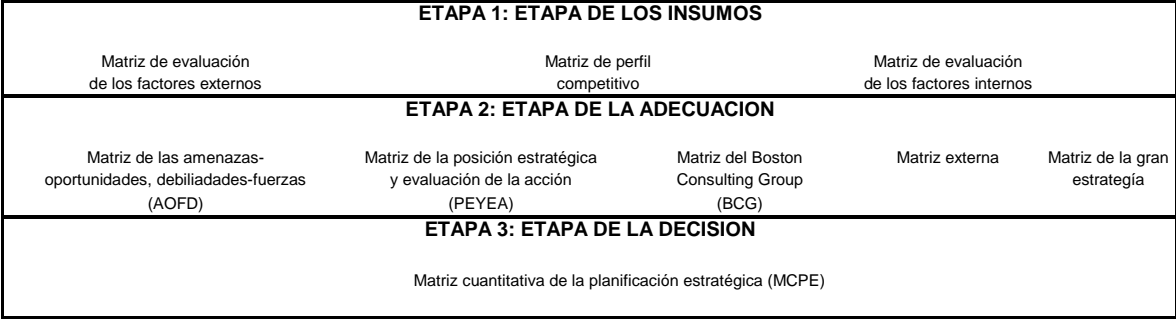 ETAPA 1: ETAPA DE LOS INSUMOS
Matriz de evaluación
de los factores externos
Matriz de perfil
competitivo
Matriz de evaluación
de los factores internos
ETAPA 2: ETAPA DE LA ADECUACION
Matriz de las amenazas-
oportunidades, debiliadades-fuerzas
(AOFD)
Matriz de la posición estratégica
y evaluación de la acción
(PEYEA)
Matriz del Boston
Consulting Group
(BCG)
Matriz externa
Matriz de la gran
estrategía
ETAPA 3: ETAPA DE LA DECISION
Matriz cuantitativa de la planificación estratégica (MCPE)